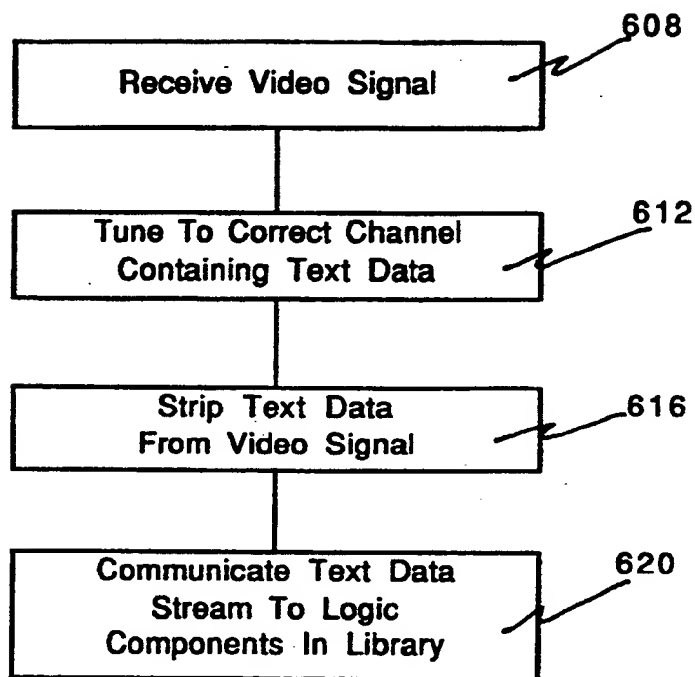 608
Receive Video Signal
612
Tune To Correct Channel
Containing Text Data
616
Strip Text Data
From Video Signal
620
Communicate Text Data
Stream To Logic
Components In Library